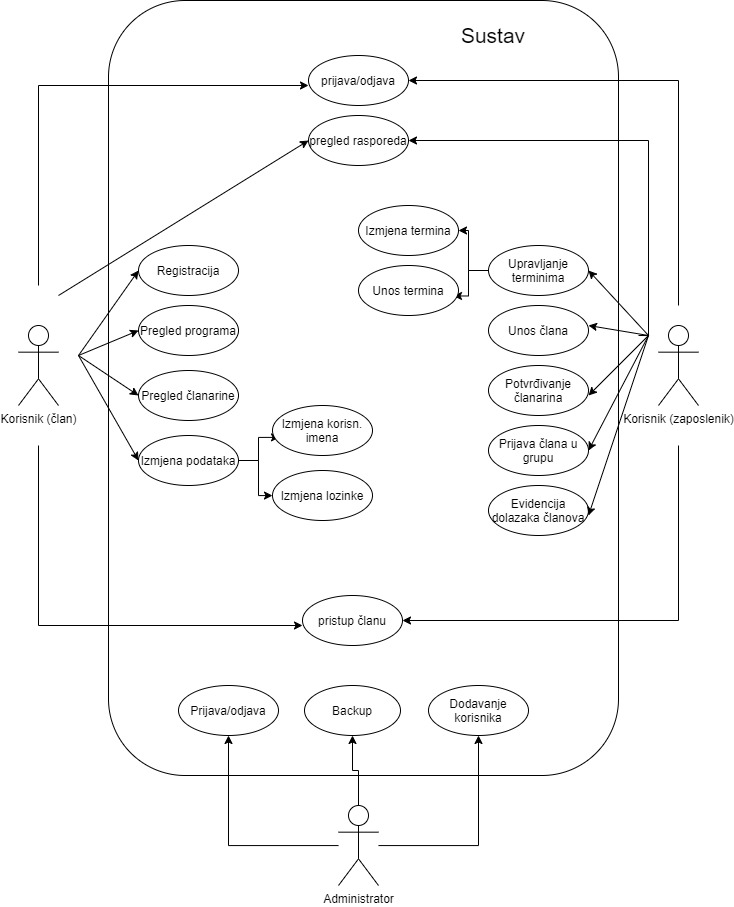 Sustav
prijava/odjava
pregled rasporeda
Izmjena termina
Registracija
Upravljanje
terminima
Unos termina
Pregled programa
Unos člana
Potvrđivanje
članarina
Pregled članarine
Korisnik (član)
Korisnik (zaposlenik)
Izmjena korisn.
imena
Izmjena podataka
Prijava člana u
grupu
Izmjena lozinke
Evidencija
dolazaka članova
pristup članu
Prijava/odjava
Backup
Dodavanje
korisnika
Administrator